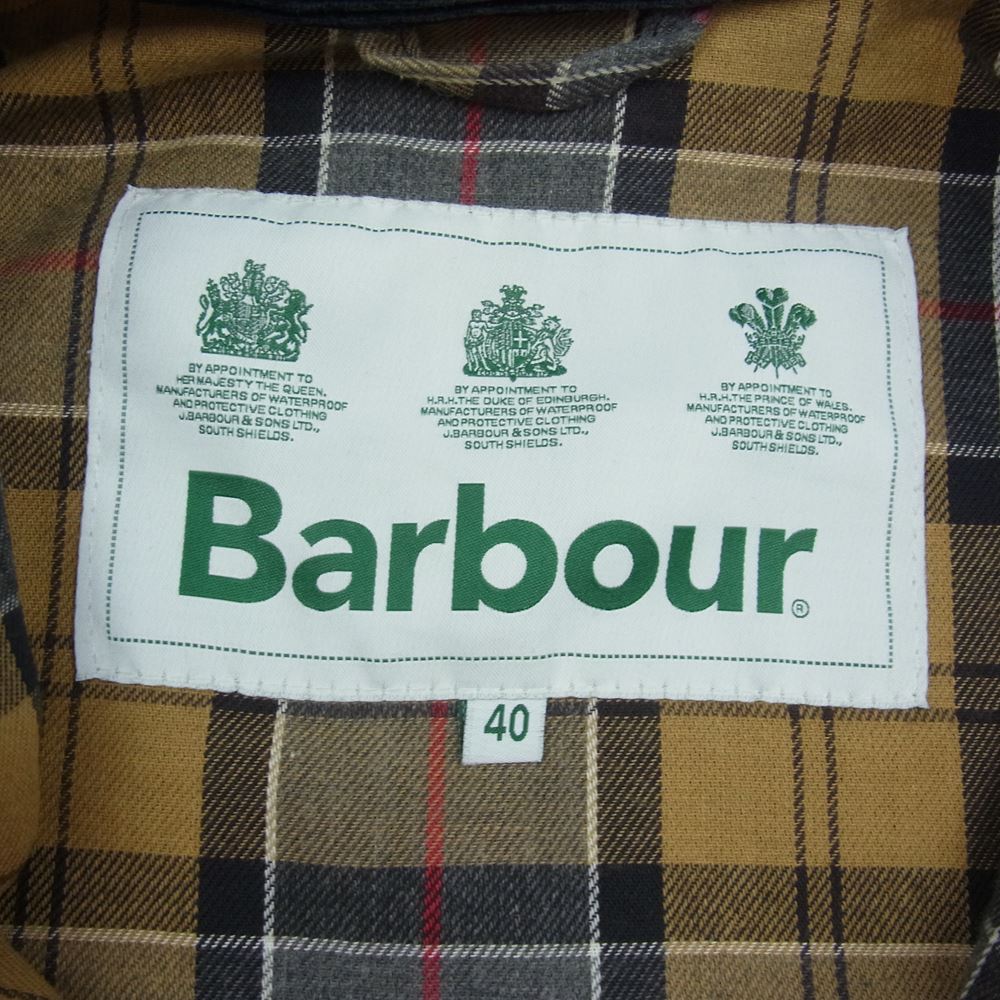 BY APPOINTMENT TO
HER MAJESTY THE QUEEN.
MANUFACTURERS OF WATERPROOF
AND PROTECTIVE CLOTHING
J.BARBOUR & SONS LTD.,
SOUTH SHIELDS.
BY APPOINTMENT TO
H.R.H. THE DUKE OF EDINBURGH.
MANUFACTURERS OF WATERPROOF
AND PROTECTIVE CLOTHING
J.BARBOUR & SONS LTD.,
SOUTH SHIELDS.
BY APPOINTMENT TO
H.R.H. THE PRINCE OF WALES.
MANUFACTURERS OF WATERPROOF
AND PROTECTIVE CLOTHING
J.BARBOUR & SONS LTD.,
SOUTH SHIELDS.
Barbour®
40